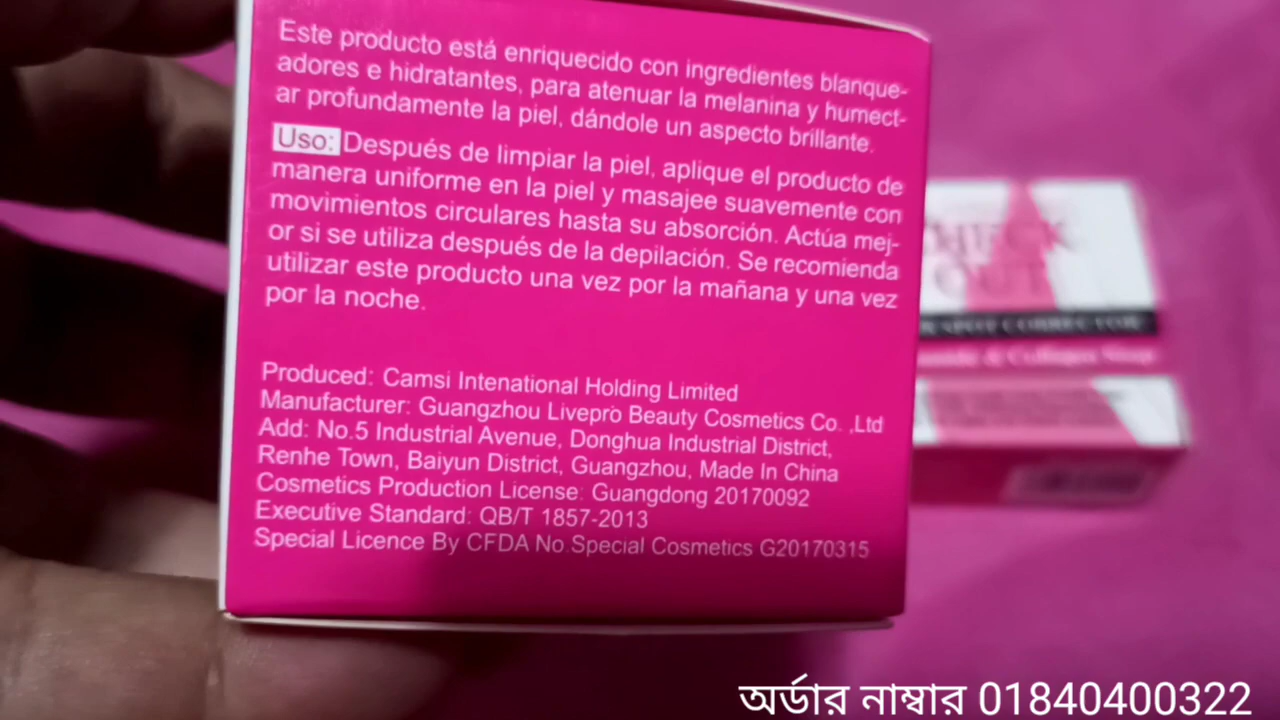 Este producto está enriquecido con ingredientes blanque-
adores e hidratantes, para atenuar la melanina y humect-
ar profundamente la piel, dándole un aspecto brillante.
Uso: Después de limpiar la piel, aplique el producto de
manera uniforme en la piel y masajee suavemente con
movimientos circulares hasta su absorción. Actúa mej-
or si se utiliza después de la depilación. Se recomienda
utilizar este producto una vez por la mañana y una vez
por la noche.
Produced: Camsi Intenational Holding Limited
Manufacturer: Guangzhou Livepro Beauty Cosmetics Co. ,Ltd
Add: No.5 Industrial Avenue, Donghua Industrial District,
Renhe Town, Baiyun District, Guangzhou, Made In China
Cosmetics Production License: Guangdong 20170092
Executive Standard: QB/T 1857-2013
Special Licence By CFDA No.Special Cosmetics G20170315
CHECK
OUT
SPOT CORRECTOR
& Collagen Soap
অর্ডার নাম্বার 01840400322